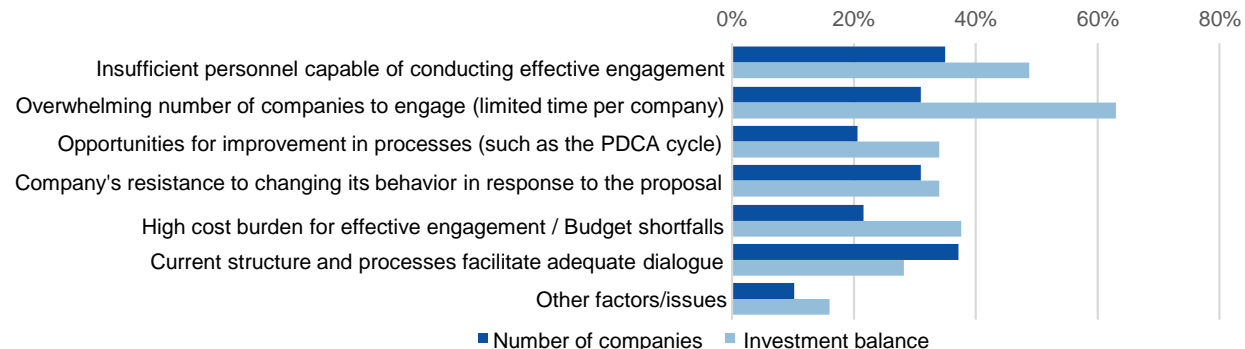 0% 20% 40% 60% 80%
Insufficient personnel capable of conducting effective engagement
Overwhelming number of companies to engage (limited time per company)
Opportunities for improvement in processes (such as the PDCA cycle)
Company's resistance to changing its behavior in response to the proposal
High cost burden for effective engagement / Budget shortfalls
Current structure and processes facilitate adequate dialogue
Other factors/issues
Number of companies Investment balance